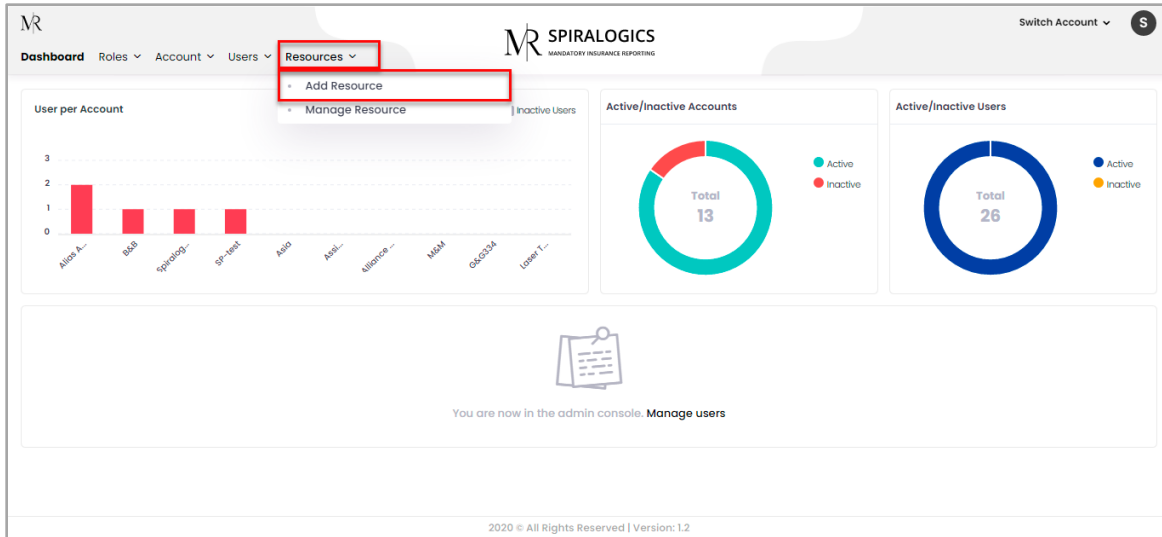 MR
Switch Account
S
SPIRALOGICS
MANDATORY INSURANCE REPORTING
Dashboard Roles Account Users Resources
Add Resource
Manage Resource
User per Account
| Inactive Users
3
2
1
0
Alias A...
B&B
Spiralog...
SP-test
Asia
Assi...
Alliance ...
M&M
G&G334
Laser T...
Active/Inactive Accounts
Total
13
Active
Inactive
Active/Inactive Users
Total
26
Active
Inactive
You are now in the admin console. Manage users
2020 © All Rights Reserved | Version: 1.2